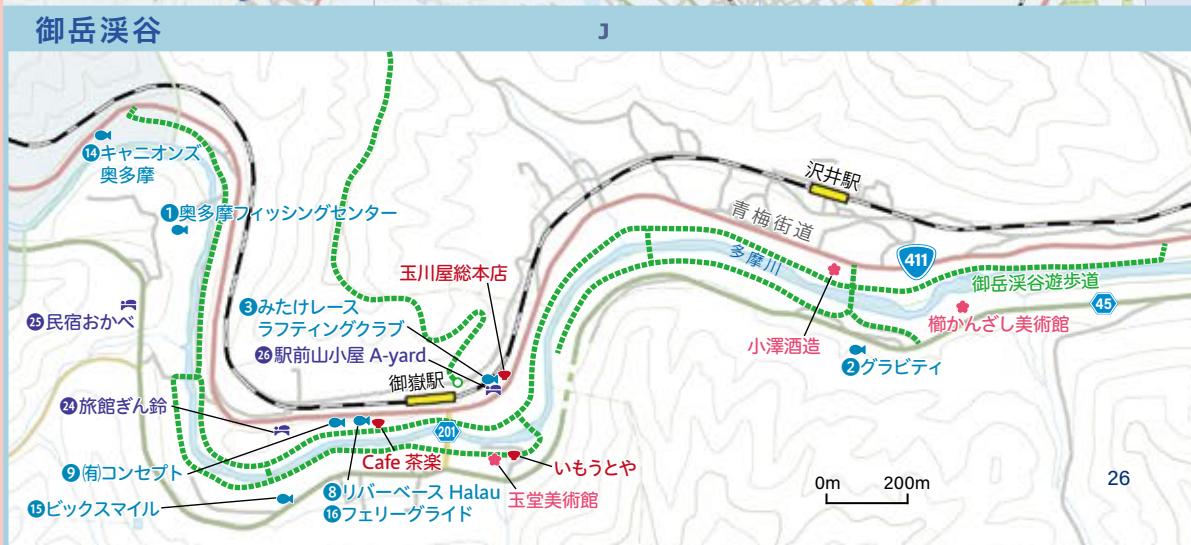 御岳渓谷
J
⑭キャニオンズ
奥多摩
❶奥多摩フィッシングセンター
沢井駅
青梅街道
多摩川
411
御岳渓谷遊歩道
45
櫛かんざし美術館
小澤酒造
❷グラビティ
玉川屋総本店
❸みたけレース
ラフティングクラブ
㉖駅前山小屋 A-yard
御嶽駅
㉕民宿おかべ
㉔旅館ぎん鈴
201
❾㈲コンセプト
Cafe 茶楽
いもうとや
❽リバーベース Halau
玉堂美術館
⑮ビックスマイル
⑯フェリーグライド
0m 200m
26